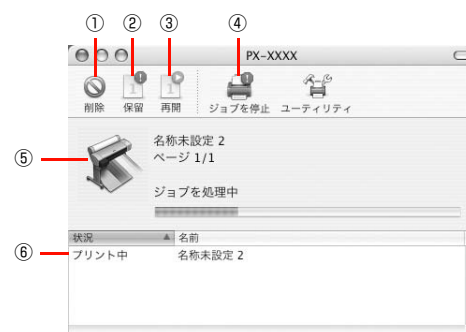 ① ② ③ ④
PX-XXXX
削除 保留 再開 ジョブを停止 ユーティリティ
⑤
名称未設定 2
ページ 1/1
ジョブを処理中
状況 名前
⑥
プリント中 名称未設定 2